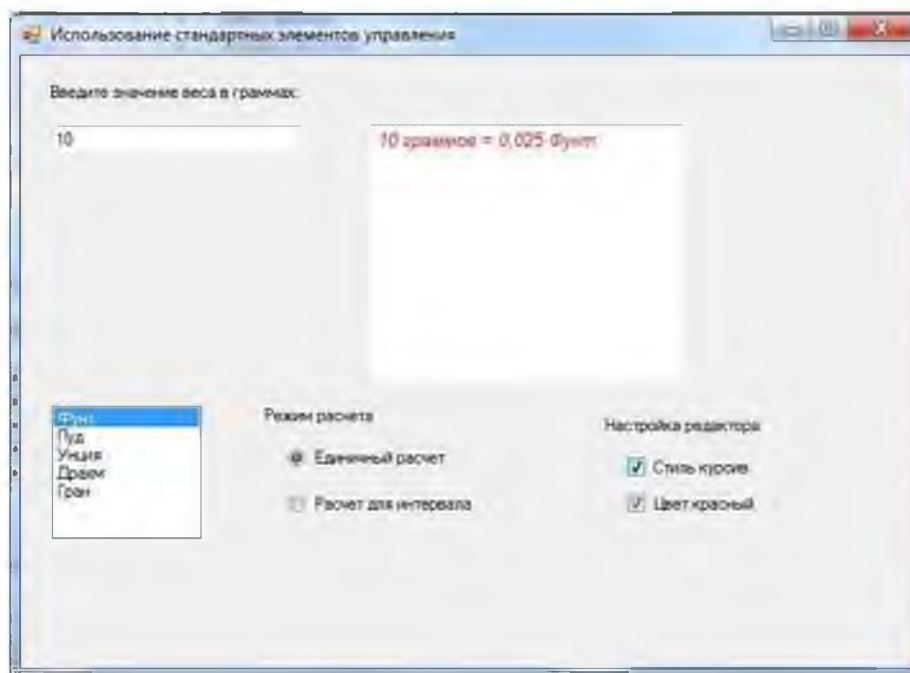 Использование стандартных элементов управления
Введите значение веса в граммах:
10
10 граммов = 0,025 Фунт
Фунт
Пуд
Унция
Драхм
Гран
Режим расчета
Единичный расчет
Расчет для интервала
Настройка редактора
Стиль курсив
Цвет красный